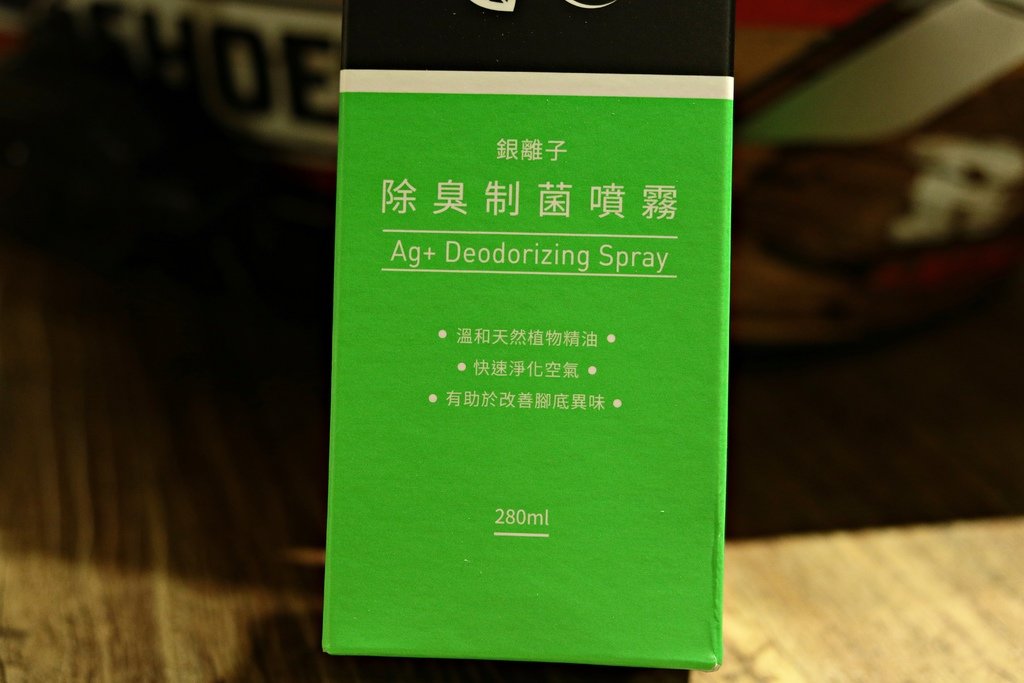 銀離子
除臭制菌噴霧
Ag+ Deodorizing Spray
• 溫和天然植物精油 •
• 快速淨化空氣 •
• 有助於改善腳底異味 •
280ml